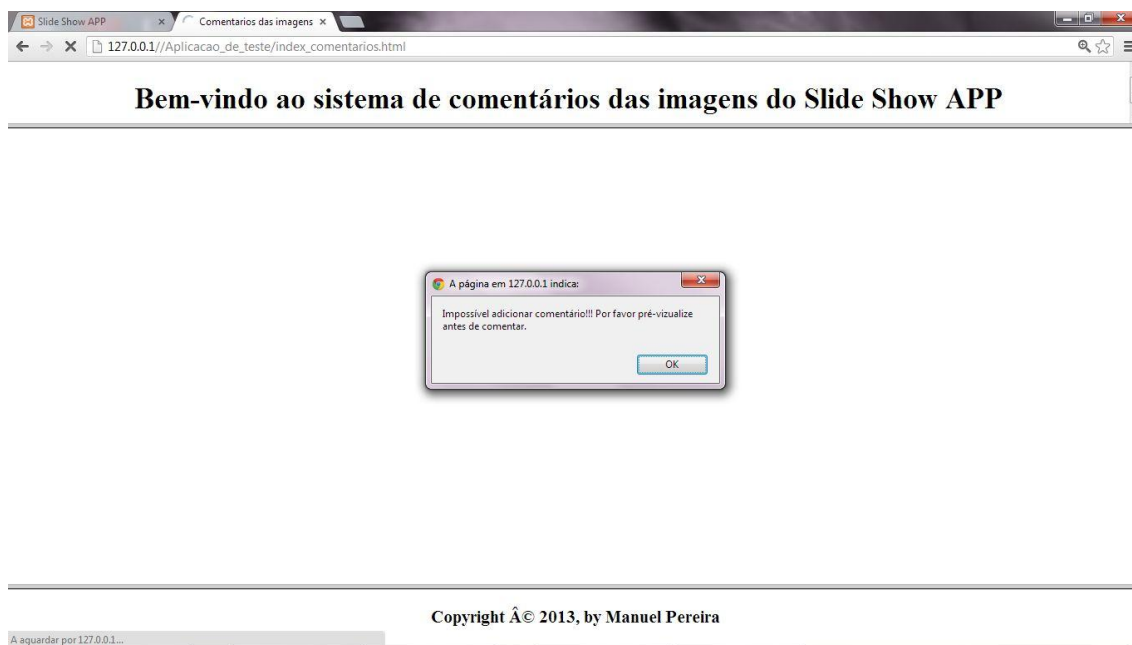 Slide Show APP
Comentarios das imagens
127.0.0.1//Aplicacao_de_teste/index_comentarios.html
Bem-vindo ao sistema de comentários das imagens do Slide Show APP
A página em 127.0.0.1 indica:
Impossível adicionar comentário!!! Por favor pré-vizualize
antes de comentar.
OK
Copyright Â© 2013, by Manuel Pereira
A aguardar por 127.0.0.1...